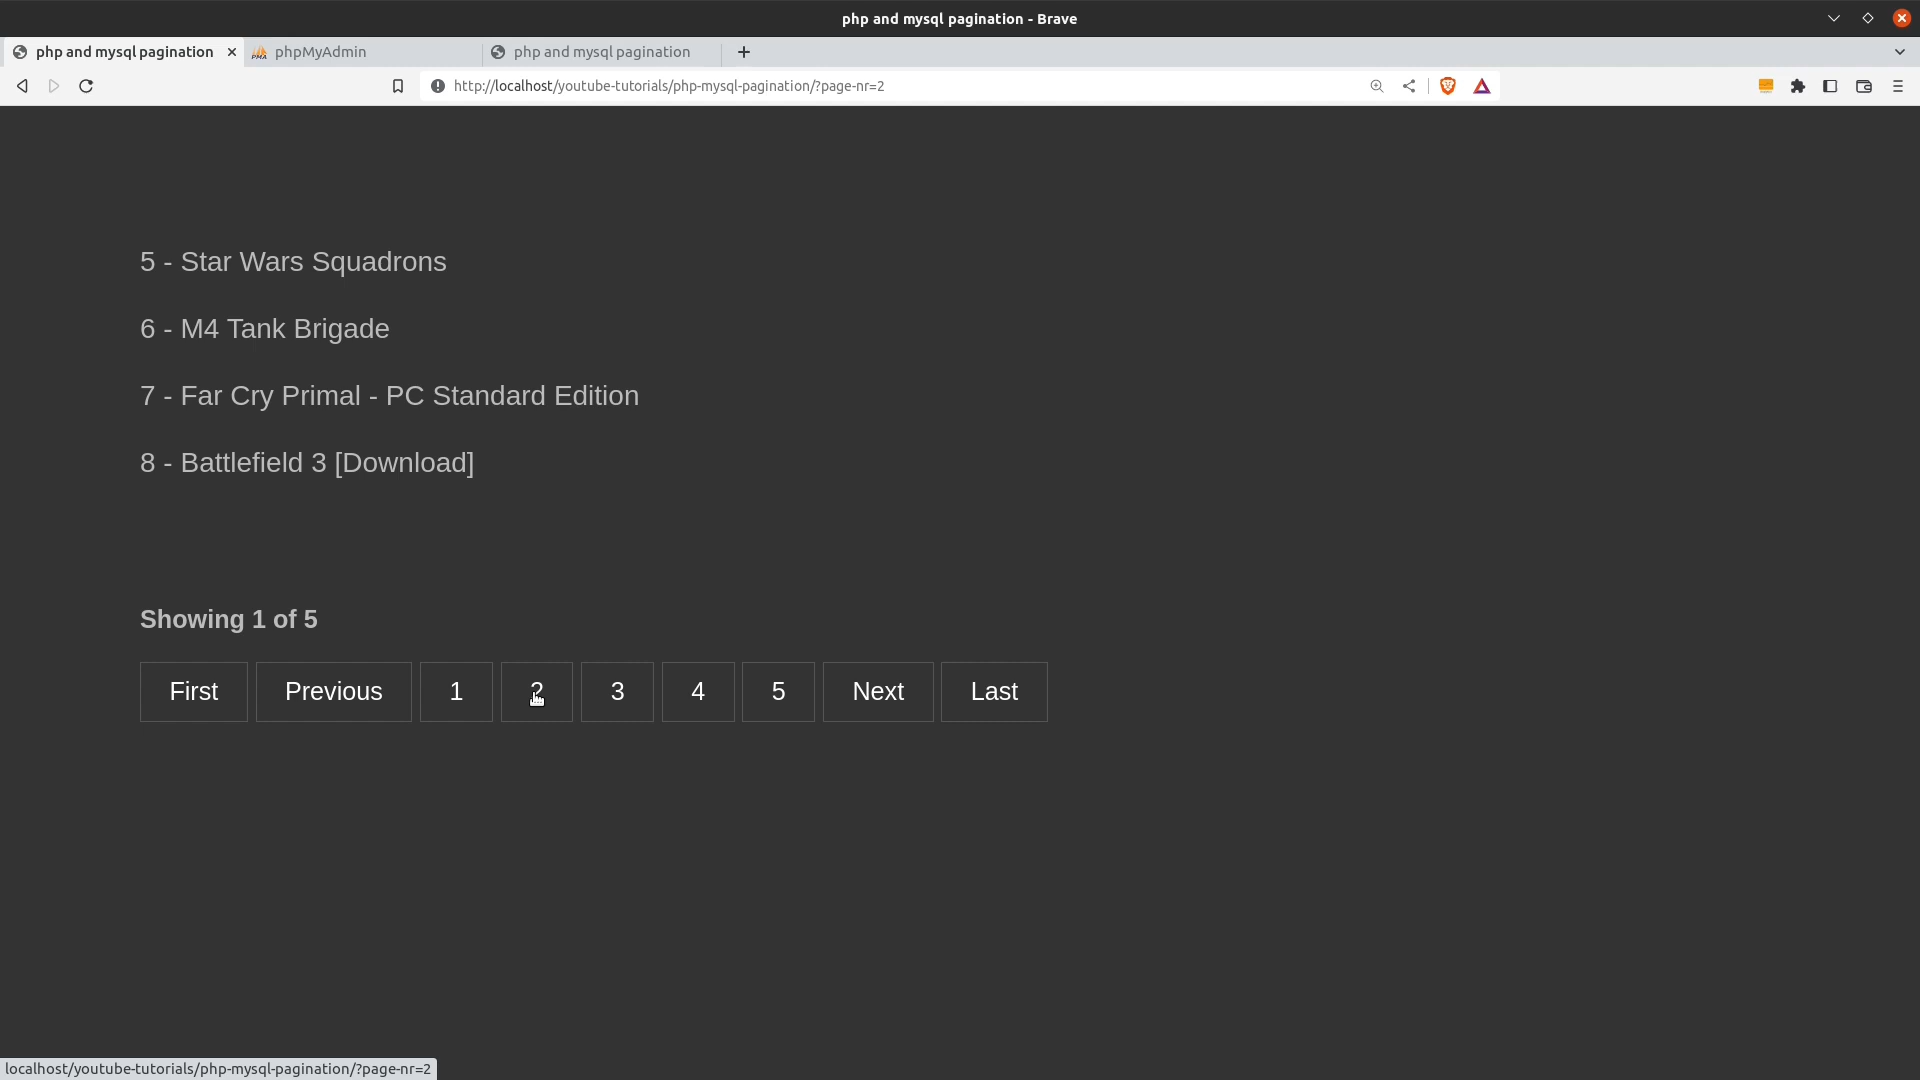 php and mysql pagination - Brave
php and mysql pagination
phpMyAdmin
php and mysql pagination
http://localhost/youtube-tutorials/php-mysql-pagination/?page-nr=2
5 - Star Wars Squadrons
6 - M4 Tank Brigade
7 - Far Cry Primal - PC Standard Edition
8 - Battlefield 3 [Download]
Showing 1 of 5
First Previous 1 2 3 4 5 Next Last
localhost/youtube-tutorials/php-mysql-pagination/?page-nr=2